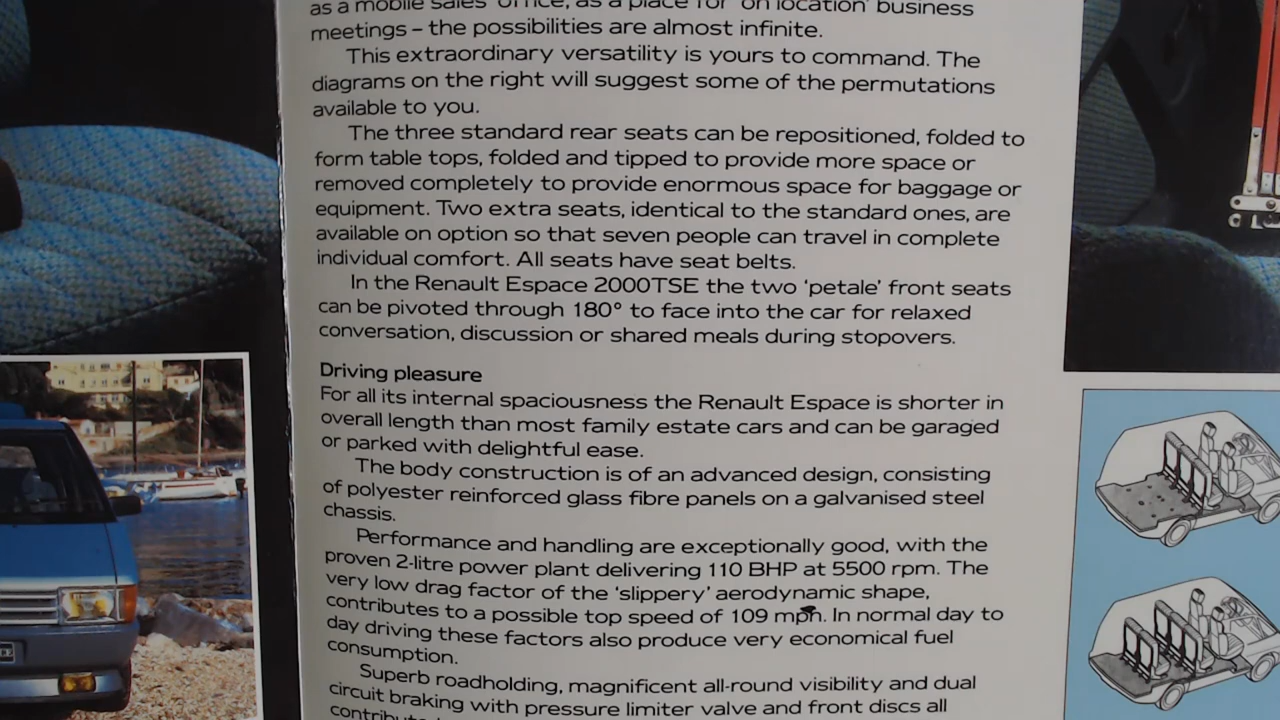 as a mobile sales 'office', as a place for 'on location' business
meetings – the possibilities are almost infinite.
This extraordinary versatility is yours to command. The
diagrams on the right will suggest some of the permutations
available to you.
The three standard rear seats can be repositioned, folded to
form table tops, folded and tipped to provide more space or
removed completely to provide enormous space for baggage or
equipment. Two extra seats, identical to the standard ones, are
available on option so that seven people can travel in complete
individual comfort. All seats have seat belts.
In the Renault Espace 2000TSE the two 'petale' front seats
can be pivoted through 180° to face into the car for relaxed
conversation, discussion or shared meals during stopovers.
Driving pleasure
For all its internal spaciousness the Renault Espace is shorter in
overall length than most family estate cars and can be garaged
or parked with delightful ease.
The body construction is of an advanced design, consisting
of polyester reinforced glass fibre panels on a galvanised steel
chassis.
Performance and handling are exceptionally good, with the
proven 2-litre power plant delivering 110 BHP at 5500 rpm. The
very low drag factor of the 'slippery' aerodynamic shape,
contributes to a possible top speed of 109 mph. In normal day to
day driving these factors also produce very economical fuel
consumption.
Superb roadholding, magnificent all-round visibility and dual
circuit braking with pressure limiter valve and front discs all